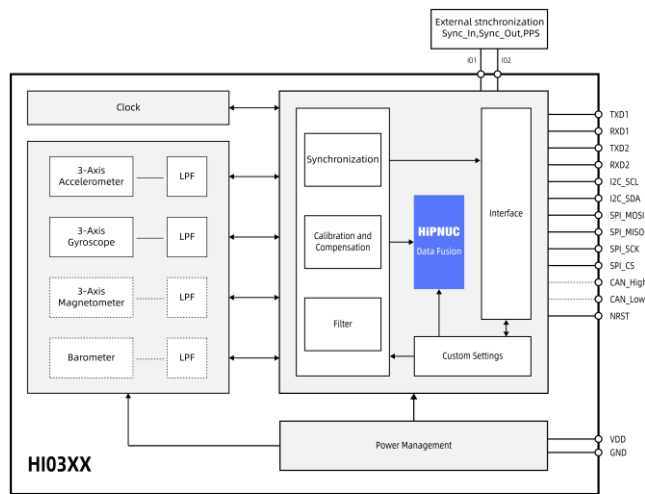 External stnchronization
Sync_In,Sync_Out,PPS
IO1
IO2
Clock
3-Axis
Accelerometer
LPF
3-Axis
Gyroscope
LPF
3-Axis
Magnetometer
LPF
Barometer
LPF
Synchronization
Calibration and
Compensation
Filter
HiPNUC
Data Fusion
Interface
Custom Settings
Power Management
TXD1
RXD1
TXD2
RXD2
I2C_SCL
I2C_SDA
SPI_MOSI
SPI_MISO
SPI_SCK
SPI_CS
CAN_High
CAN_Low
NRST
VDD
GND
HI03XX